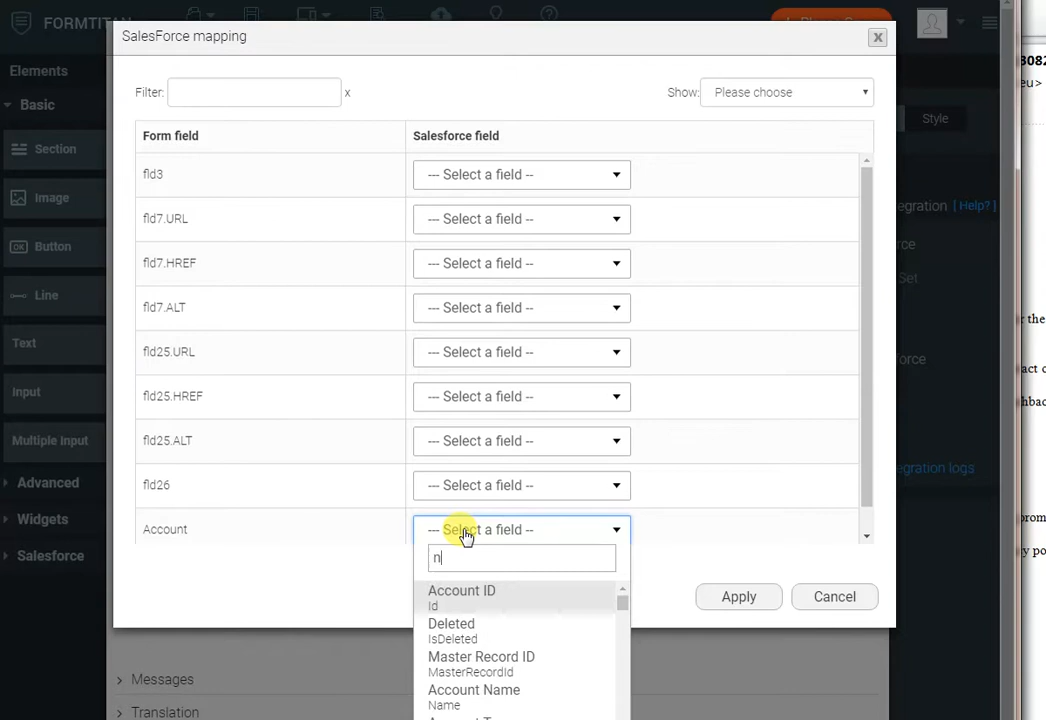 FORMTITAN
SalesForce mapping
x
Elements
Filter:
x
Show:
Please choose
Basic
Form field
Salesforce field
Style
Section
fld3
--- Select a field --
Image
fld7.URL
--- Select a field --
egration [ Help? ]
Button
fld7.HREF
--- Select a field --
Set
Line
fld7.ALT
--- Select a field --
Text
fld25.URL
--- Select a field --
Input
fld25.HREF
--- Select a field --
Multiple Input
fld25.ALT
--- Select a field --
egration logs
Advanced
fld26
--- Select a field --
Widgets
Account
--- Select a field --
Salesforce
n
Account ID
Id
Apply
Cancel
Deleted
IsDeleted
Master Record ID
MasterRecordId
Account Name
Name
Messages
Translation